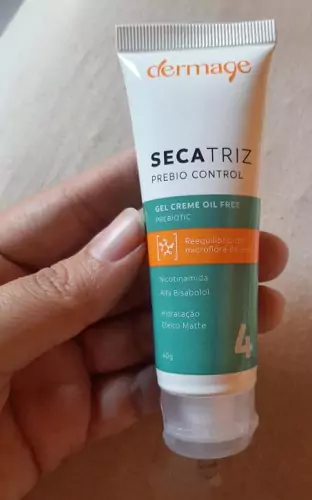 dermage
SECATRIZ
PREBIO CONTROL
GEL CREME OIL FREE
PREBIOTIC
Reequilíbrio da
microflora da
Nicotinamida
Alfa Bisabolol
Hidratação
Efeito Matte
4
40g